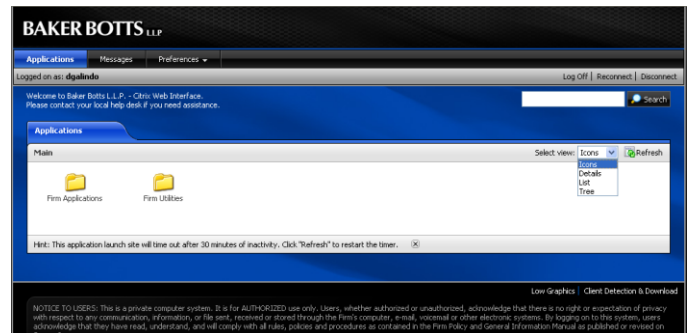 BAKER BOTTS LLP
Applications Messages Preferences
Logged on as: dgalindo Log Off | Reconnect | Disconnect
Welcome to Baker Botts L.L.P. - Citrix Web Interface.
Please contact your local help desk if you need assistance.
Search
Applications
Main Select view: Icons Refresh
Icons
Details
List
Tree
Firm Applications Firm Utilities
Hint: This application launch site will time out after 30 minutes of inactivity. Click "Refresh" to restart the timer.
Low Graphics | Client Detection & Download
NOTICE TO USERS: This is a private computer system. It is for AUTHORIZED use only. Users, whether authorized or unauthorized, acknowledge that there is no right or expectation of privacy
with respect to any communication, information, or file sent, received or stored through the Firm's computer, e-mail, voicemail or other electronic systems. By logging on to this system, users
acknowledge that they have read, understand, and will comply with all rules, policies and procedures as contained in the Firm Policy and General Information Manual as published or revised on